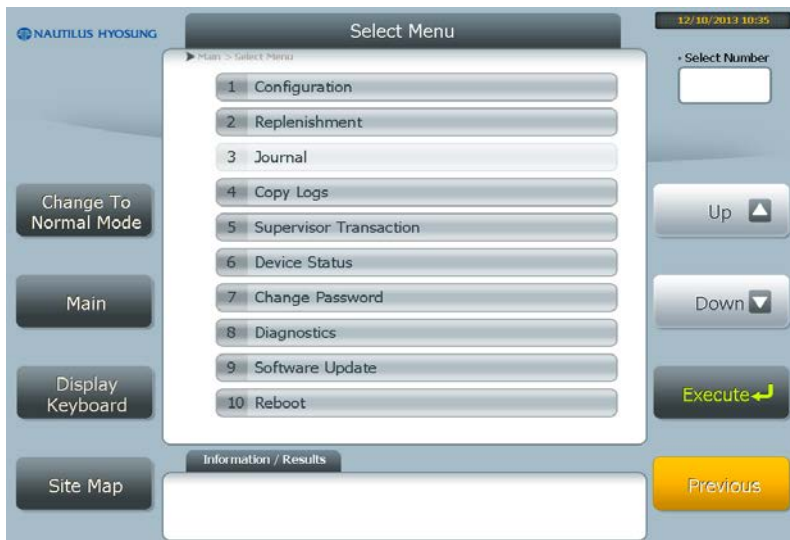 NAUTILUS HYOSUNG
Select Menu
12/10/2013 10:35
Main > Select Menu
• Select Number
1 Configuration
2 Replenishment
3 Journal
4 Copy Logs
5 Supervisor Transaction
6 Device Status
7 Change Password
8 Diagnostics
9 Software Update
10 Reboot
Change To
Normal Mode
Main
Display
Keyboard
Site Map
Up
Down
Execute
Previous
Information / Results